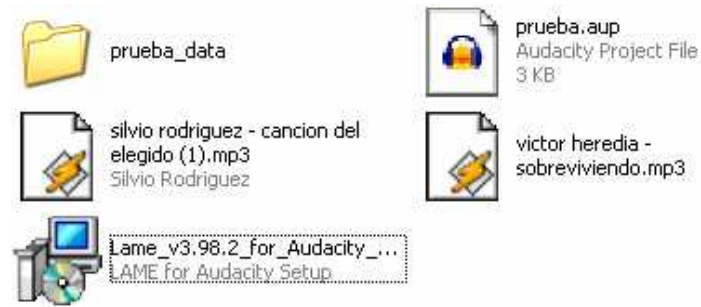 prueba_data
prueba.aup
Audacity Project File
3 KB
silvio rodriguez - cancion del
elegido (1).mp3
Silvio Rodriguez
victor heredia -
sobreviviendo.mp3
Lame_v3.98.2_for_Audacity_...
LAME for Audacity Setup